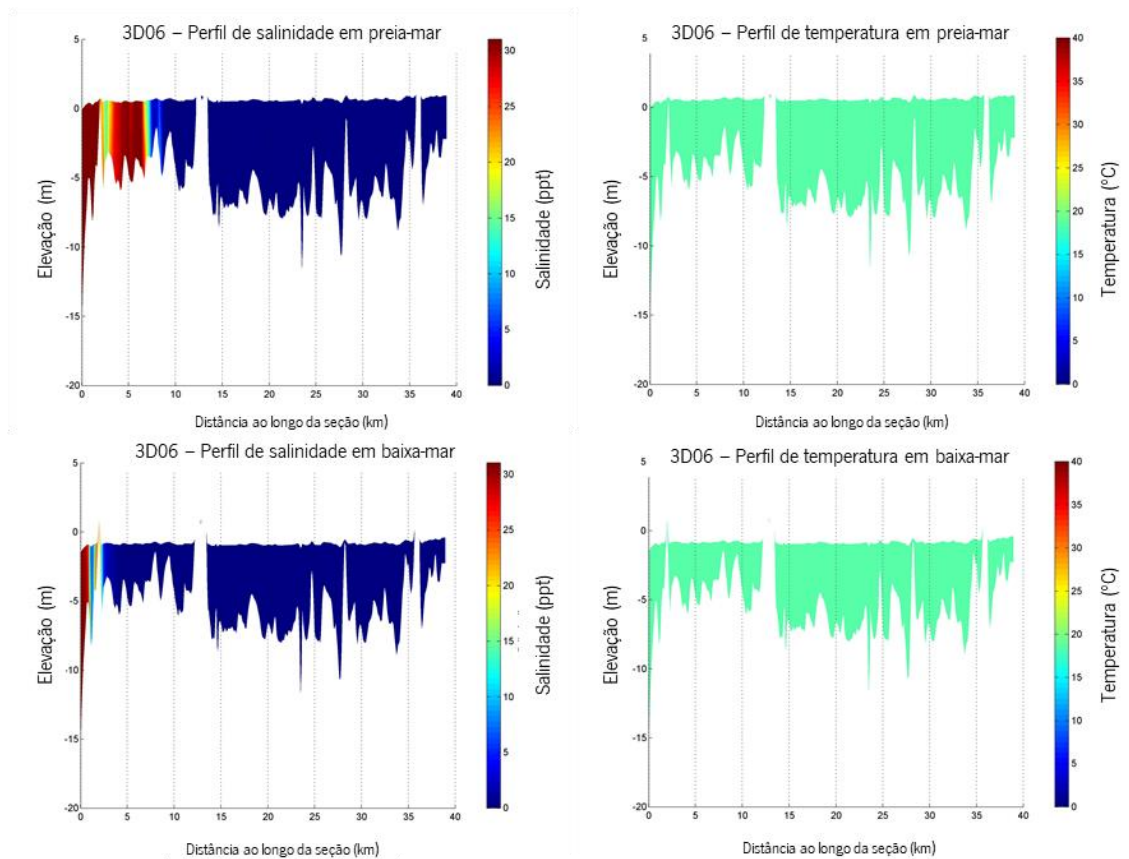 3D06 – Perfil de salinidade em preia-mar
5
0
-5
-10
-15
-20
Elevação (m)
0 5 10 15 20 25 30 35 40
Distância ao longo da seção (km)
30
25
20
15
10
5
0
Salinidade (ppt)
3D06 – Perfil de temperatura em preia-mar
5
0
-5
-10
-15
-20
Elevação (m)
0 5 10 15 20 25 30 35 40
Distância ao longo da seção (km)
40
35
30
25
20
15
10
5
0
Temperatura (°C)
3D06 – Perfil de salinidade em baixa-mar
5
0
-5
-10
-15
-20
Elevação (m)
0 5 10 15 20 25 30 35 40
Distância ao longo da seção (km)
30
25
20
15
10
5
0
Salinidade (ppt)
3D06 – Perfil de temperatura em baixa-mar
5
0
-5
-10
-15
-20
Elevação (m)
0 5 10 15 20 25 30 35 40
Distância ao longo da seção (km)
40
35
30
25
20
15
10
5
0
Temperatura (°C)